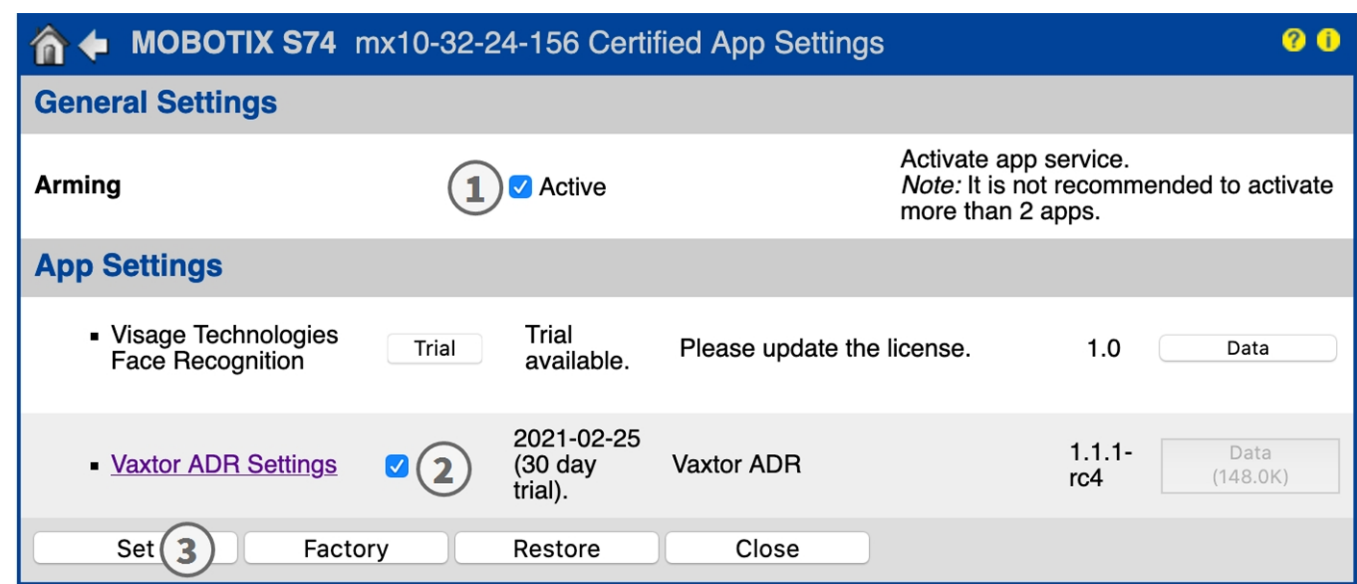 MOBOTIX S74 mx10-32-24-156 Certified App Settings ? i
General Settings
Arming 1 Active
Activate app service.
Note: It is not recommended to activate
more than 2 apps.
App Settings
Visage Technologies
Face Recognition
Trial
Trial
available.
Please update the license.
1.0
Data
Vaxtor ADR Settings
2
2021-02-25
(30 day
trial).
Vaxtor ADR
1.1.1-
rc4
Data
(148.0K)
Set 3 Factory Restore Close